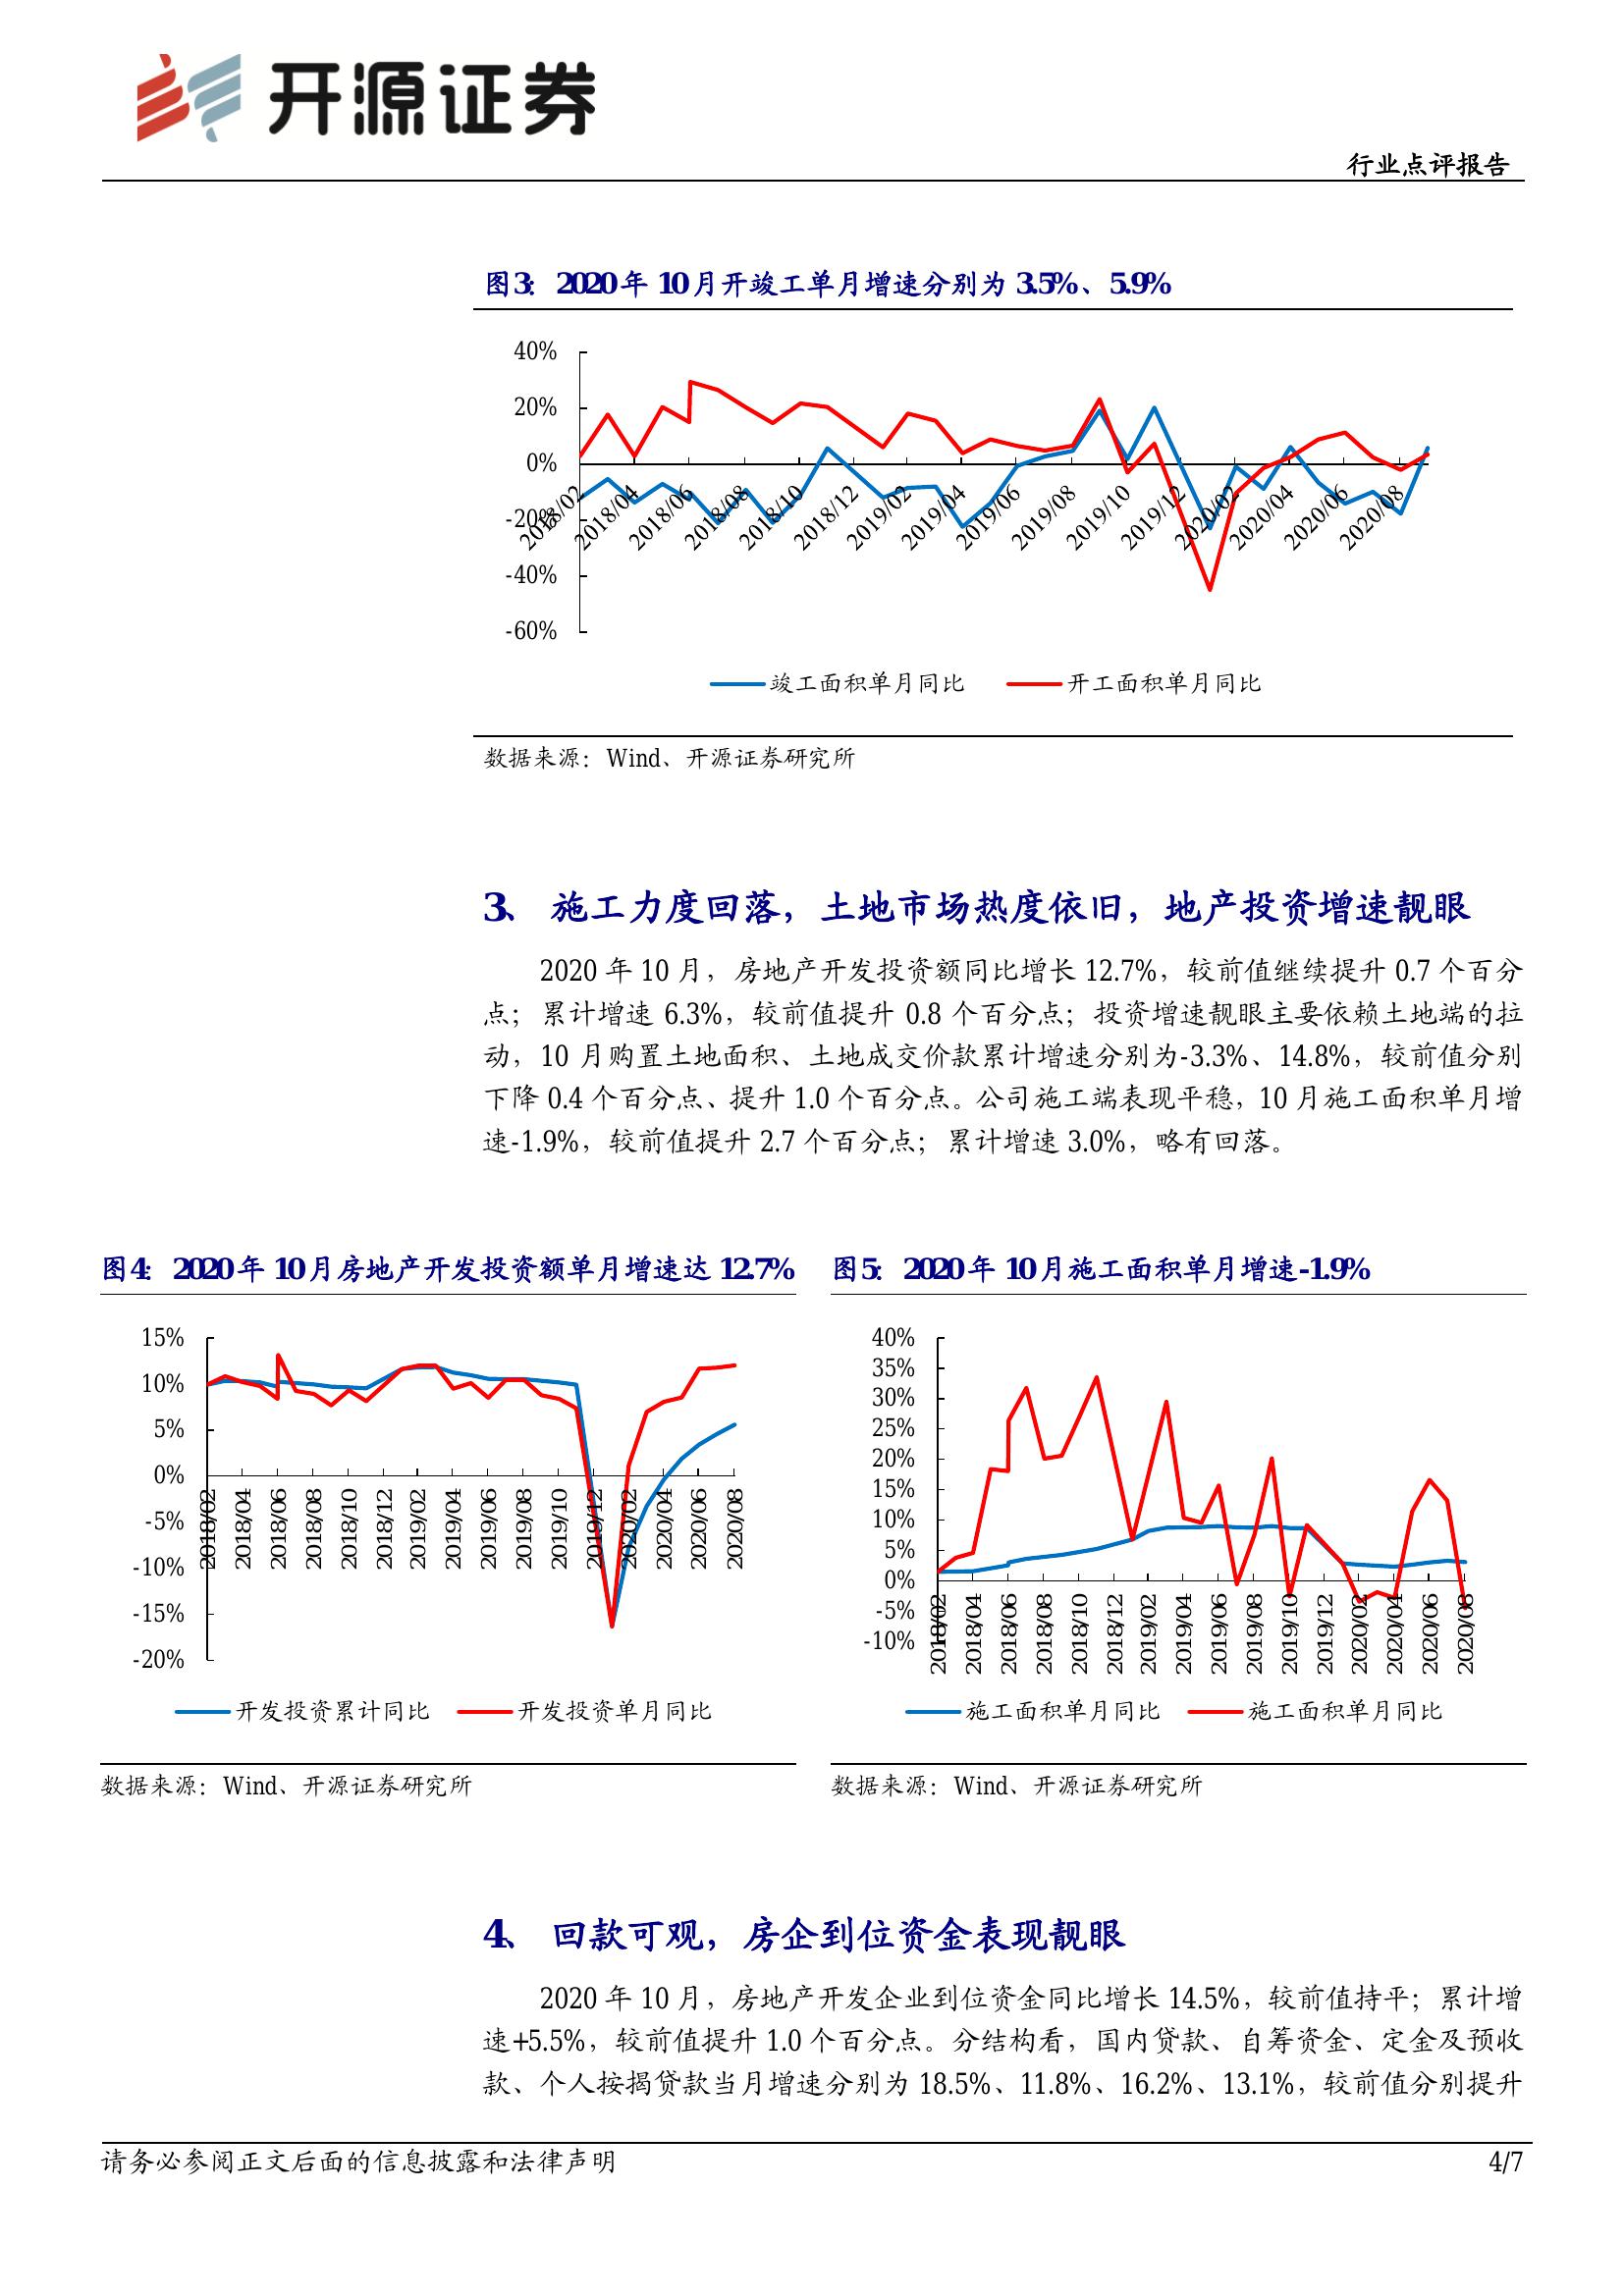 开源证券
行业点评报告
图3：2020年10月开竣工单月增速分别为3.5%、5.9%
40%
20%
0%
-20%
-40%
-60%
2018/02
2018/04
2018/06
2018/08
2018/10
2018/12
2019/02
2019/04
2019/06
2019/08
2019/10
2019/12
2020/02
2020/04
2020/06
2020/08
竣工面积单月同比
开工面积单月同比
数据来源：Wind、开源证券研究所
3、 施工力度回落，土地市场热度依旧，地产投资增速靓眼
2020 年 10 月，房地产开发投资额同比增长 12.7%，较前值继续提升 0.7 个百分
点；累计增速 6.3%，较前值提升 0.8 个百分点；投资增速靓眼主要依赖土地端的拉
动，10 月购置土地面积、土地成交价款累计增速分别为-3.3%、14.8%，较前值分别
下降 0.4 个百分点、提升 1.0 个百分点。公司施工端表现平稳，10 月施工面积单月增
速-1.9%，较前值提升 2.7 个百分点；累计增速 3.0%，略有回落。
图4：2020年10月房地产开发投资额单月增速达12.7%
15%
10%
5%
0%
-5%
-10%
-15%
-20%
2018/02
2018/04
2018/06
2018/08
2018/10
2018/12
2019/02
2019/04
2019/06
2019/08
2019/10
2019/12
2020/02
2020/04
2020/06
2020/08
开发投资累计同比
开发投资单月同比
数据来源：Wind、开源证券研究所
图5：2020年10月施工面积单月增速-1.9%
40%
35%
30%
25%
20%
15%
10%
5%
0%
-5%
-10%
2018/02
2018/04
2018/06
2018/08
2018/10
2018/12
2019/02
2019/04
2019/06
2019/08
2019/10
2019/12
2020/02
2020/04
2020/06
2020/08
施工面积单月同比
施工面积单月同比
数据来源：Wind、开源证券研究所
4、 回款可观，房企到位资金表现靓眼
2020 年 10 月，房地产开发企业到位资金同比增长 14.5%，较前值持平；累计增
速+5.5%，较前值提升 1.0 个百分点。分结构看，国内贷款、自筹资金、定金及预收
款、个人按揭贷款当月增速分别为 18.5%、11.8%、16.2%、13.1%，较前值分别提升
请务必参阅正文后面的信息披露和法律声明
4/7